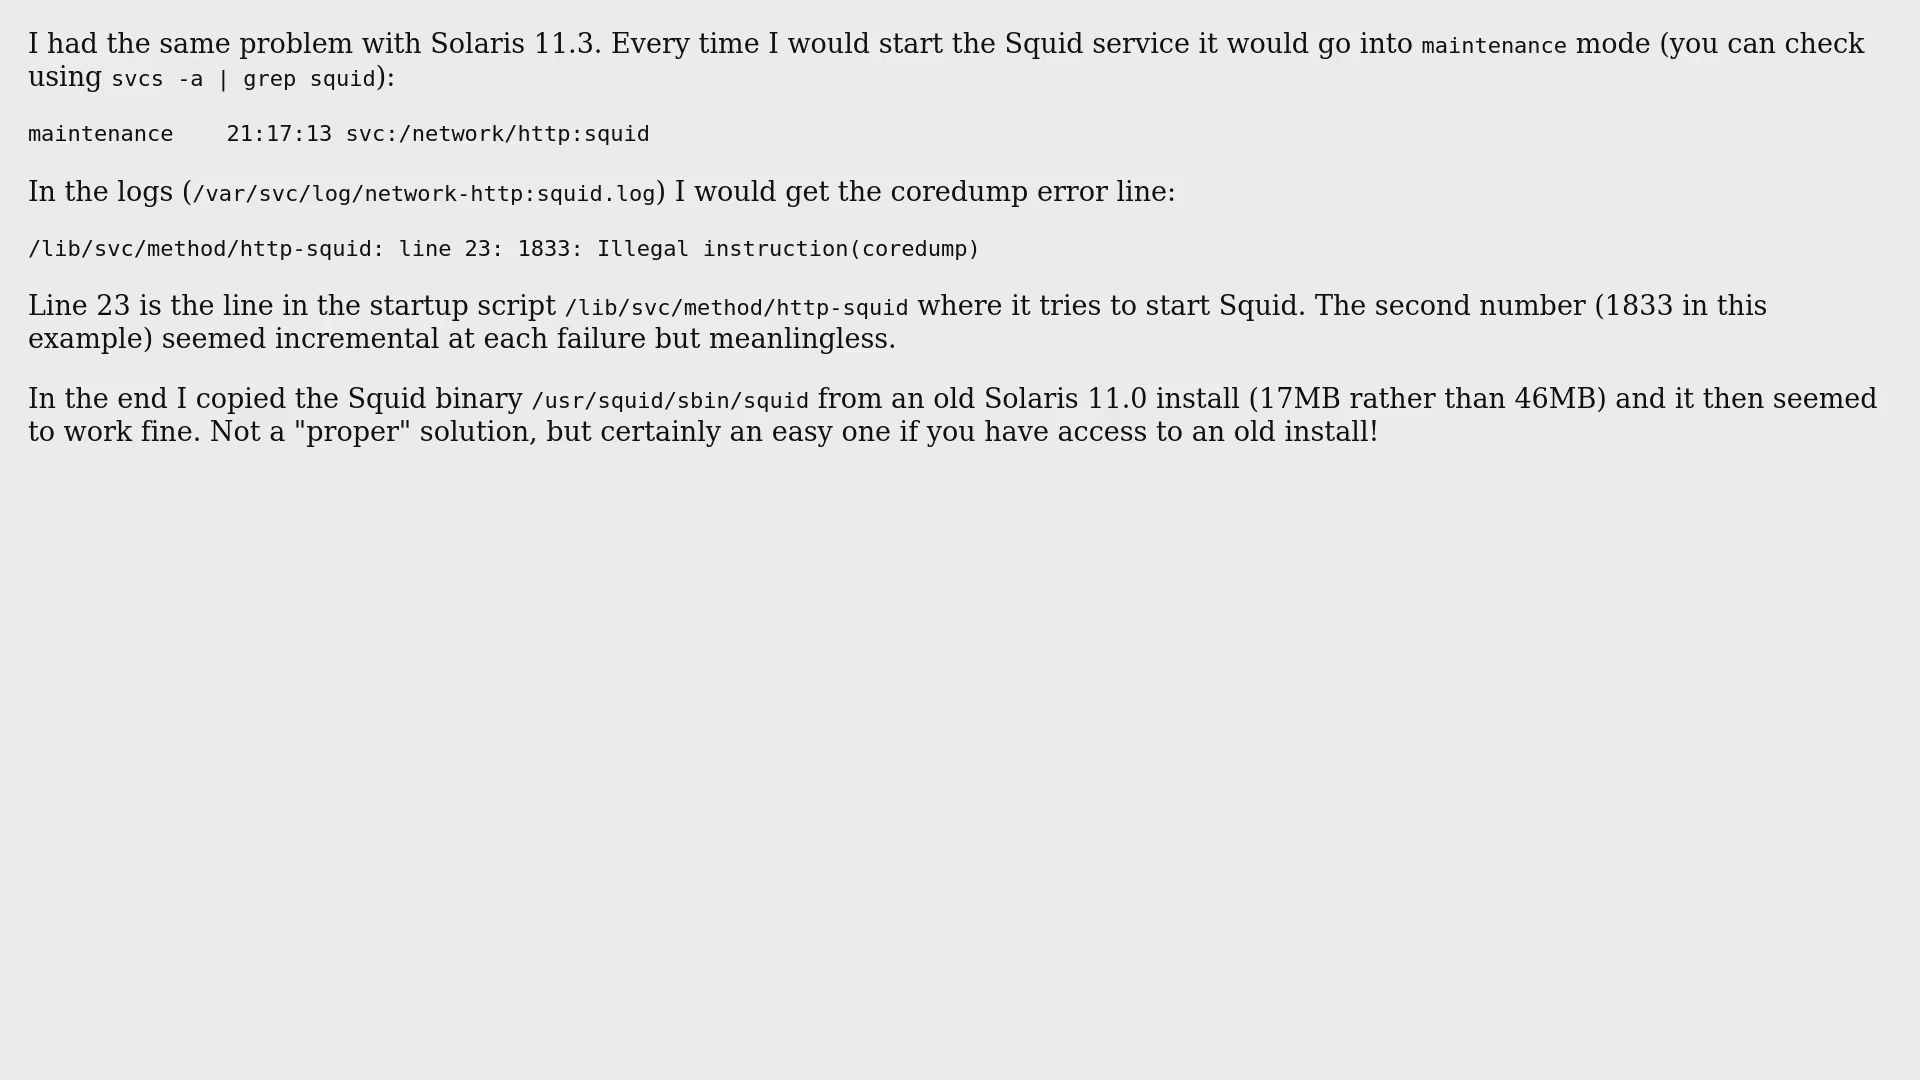 I had the same problem with Solaris 11.3. Every time I would start the Squid service it would go into maintenance mode (you can check
using svcs -a | grep squid):
maintenance    21:17:13 svc:/network/http:squid
In the logs (/var/svc/log/network-http:squid.log) I would get the coredump error line:
/lib/svc/method/http-squid: line 23: 1833: Illegal instruction(coredump)
Line 23 is the line in the startup script /lib/svc/method/http-squid where it tries to start Squid. The second number (1833 in this
example) seemed incremental at each failure but meanlingless.
In the end I copied the Squid binary /usr/squid/sbin/squid from an old Solaris 11.0 install (17MB rather than 46MB) and it then seemed
to work fine. Not a "proper" solution, but certainly an easy one if you have access to an old install!